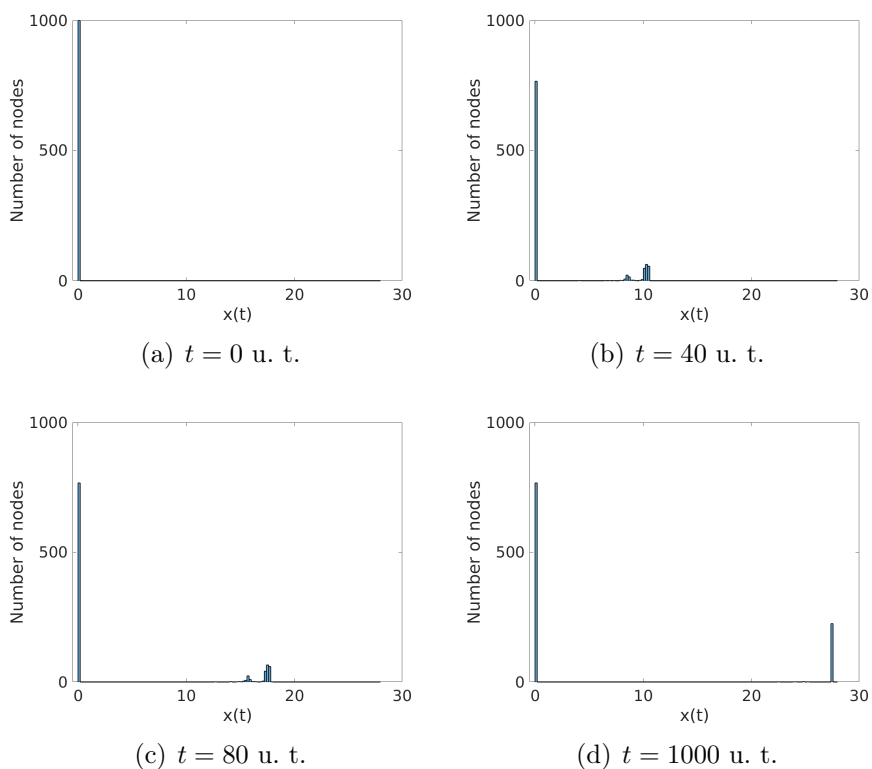 1000
500
0
Number of nodes
0 10 20 30
x(t)
(a) t = 0 u. t.
1000
500
0
Number of nodes
0 10 20 30
x(t)
(b) t = 40 u. t.
1000
500
0
Number of nodes
0 10 20 30
x(t)
(c) t = 80 u. t.
1000
500
0
Number of nodes
0 10 20 30
x(t)
(d) t = 1000 u. t.